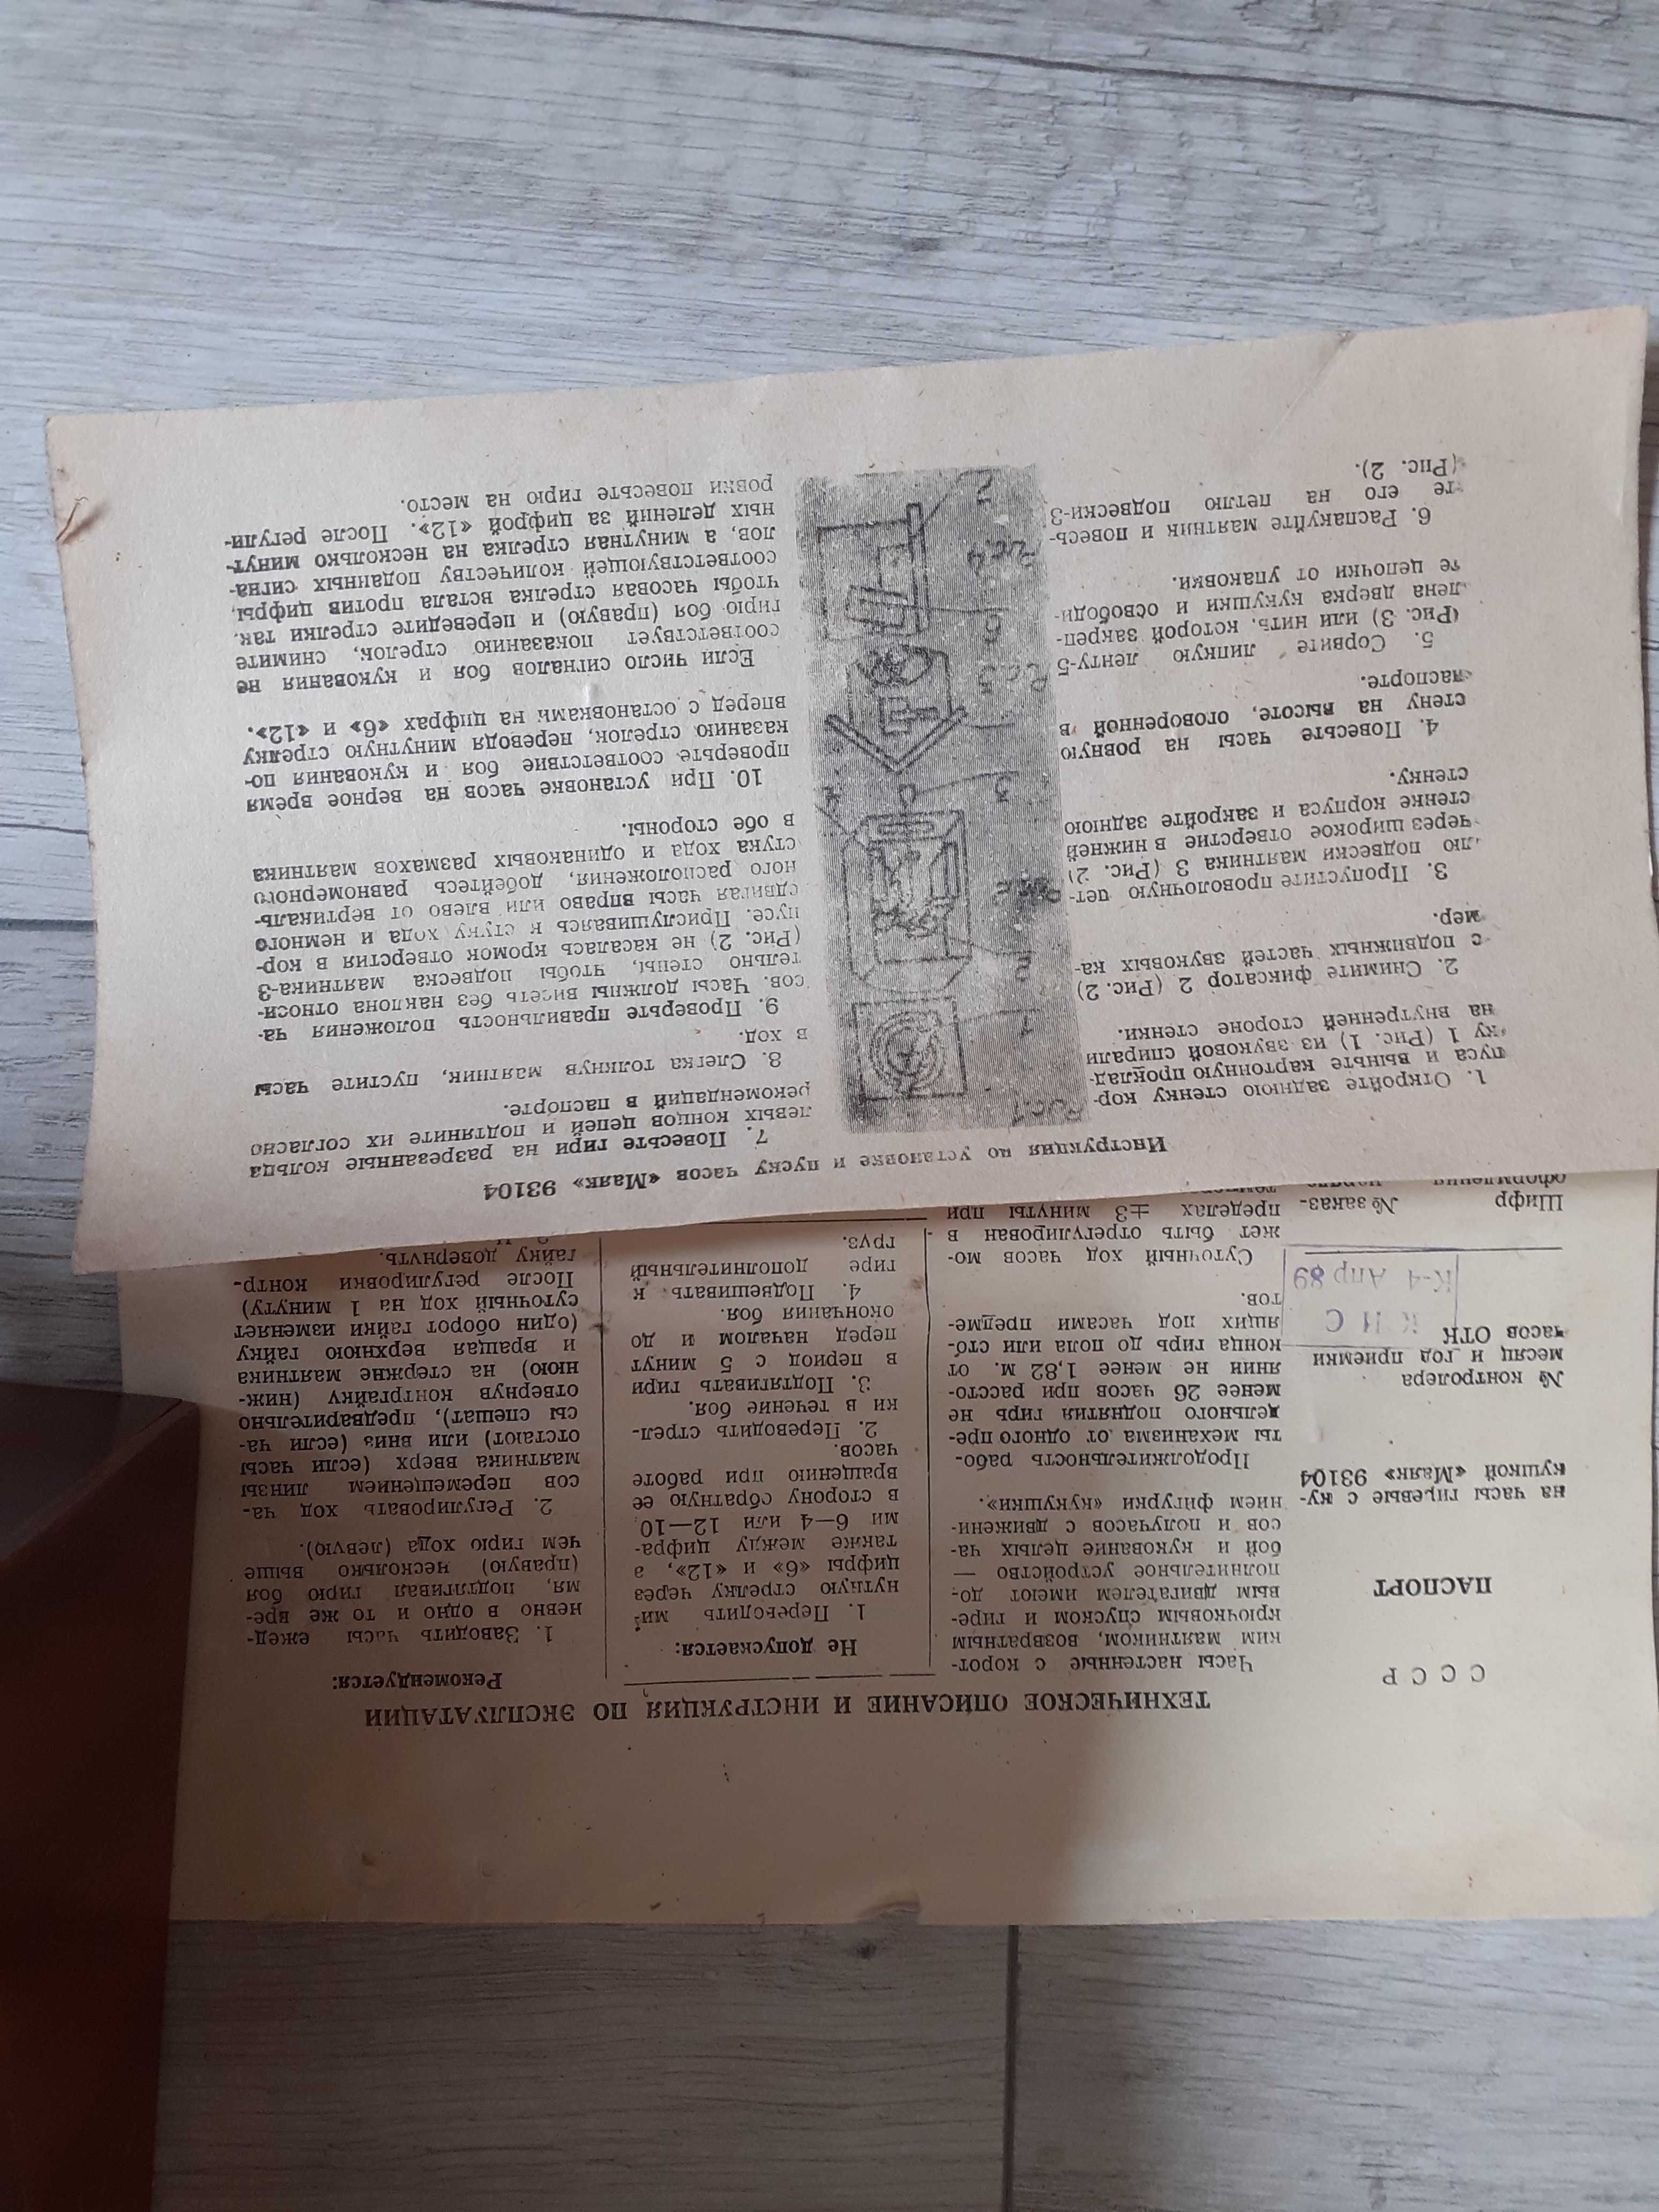 Инструкция по установке и пуску часов «Маяк» 93104
1. Откройте заднюю стенку кор-
пуса и выньте картонную проклад-
ку 1 (Рис. 1) из звуковой спирали
на внутренней стороне стенки.
2. Снимите фиксатор 2 (Рис. 2)
с подвижных частей звуковых ка-
мер.
3. Пропустите проволочную пет-
лю подвески маятника 3 (Рис. 2)
через широкое отверстие в нижней
стенке корпуса и закройте заднюю
стенку.
4. Повесьте часы на ровную
стену на высоте, оговоренной в
паспорте.
5. Сорвите липкую ленту-5
(Рис. 3) или нить, которой закреп-
лена дверка кукушки и освободи-
те цепочки от упаковки.
6. Распакуйте маятник и повесь-
те его на петлю подвески-3
(Рис. 2).
Рис. 1
1
2
3
5
6
7
7. Повесьте гири на разрезанные кольца
левых концов цепей и подтяните их согласно
рекомендаций в паспорте.
8. Слегка толкнув маятник, пустите часы
в ход.
9. Проверьте правильность положения ча-
сов. Часы должны висеть без наклона относи-
тельно стены, чтобы подвеска маятника-3
(Рис. 2) не касалась кромок отверстия в кор-
пусе. Прислушиваясь к стуку хода и немного
сдвигая часы вправо или влево от вертикаль-
ного расположения, добейтесь равномерного
стука хода и одинаковых размахов маятника
в обе стороны.
10. При установке часов на верное время
проверьте соответствие боя и кукования по-
казанию стрелок, переводя минутную стрелку
вперед с остановками на цифрах «6» и «12».
Если число сигналов боя и кукования не
соответствует показанию стрелок, снимите
гирю боя (правую) и переведите стрелки так,
чтобы часовая стрелка встала против цифры,
соответствующей количеству поданных сигна-
лов, а минутная стрелка на несколько минут-
ных делений за цифрой «12». После регули-
ровки повесьте гирю на место.
СССР
ПАСПОРТ
на часы гиревые с ку-
кушкой «Маяк» 93104
№ контролера
месяц и год приемки
часов ОТК
К-4 Апр 89
Шифр № заказ-
оформления
ТЕХНИЧЕСКОЕ ОПИСАНИЕ И ИНСТРУКЦИЯ ПО ЭКСПЛУАТАЦИИ
Часы настенные с корот-
ким маятником, возвратным
крючковым спуском и гире-
вым двигателем имеют до-
полнительное устройство —
бой и кукование целых ча-
сов и получасов с движени-
нием фигурки «кукушки».
Продолжительность рабо-
ты механизма от одного пре-
дельного поднятия гирь не
менее 26 часов при рассто-
янии не менее 1,82 м. от
конца гирь до пола или сто-
ящих под часами предме-
тов.
Суточный ход часов мо-
жет быть отрегулирован в
пределах ±3 минуты при
Не допускается:
1. Переводить ми-
нутную стрелку через
цифры «6» и «12», а
также между цифра-
ми 6—4 или 12—10
в сторону обратную ее
вращению при работе
часов.
2. Переводить стрел-
ки в течение боя.
3. Подтягивать гири
в период с 5 минут
перед началом и до
окончания боя.
4. Подвешивать к
гире дополнительный
груз.
Рекомендуется:
1. Заводить часы ежед-
невно в одно и то же вре-
мя, подтягивая гирю боя
(правую) несколько выше
чем гирю хода (левую).
2. Регулировать ход ча-
сов перемещением линзы
маятника вверх (если часы
отстают) или вниз (если ча-
сы спешат), предварительно
отвернув контргайку (ниж-
нюю) на стержне маятника
и вращая верхнюю гайку
(один оборот гайки изменяет
суточный ход на 1 минуту)
После регулировки контр-
гайку довернуть.